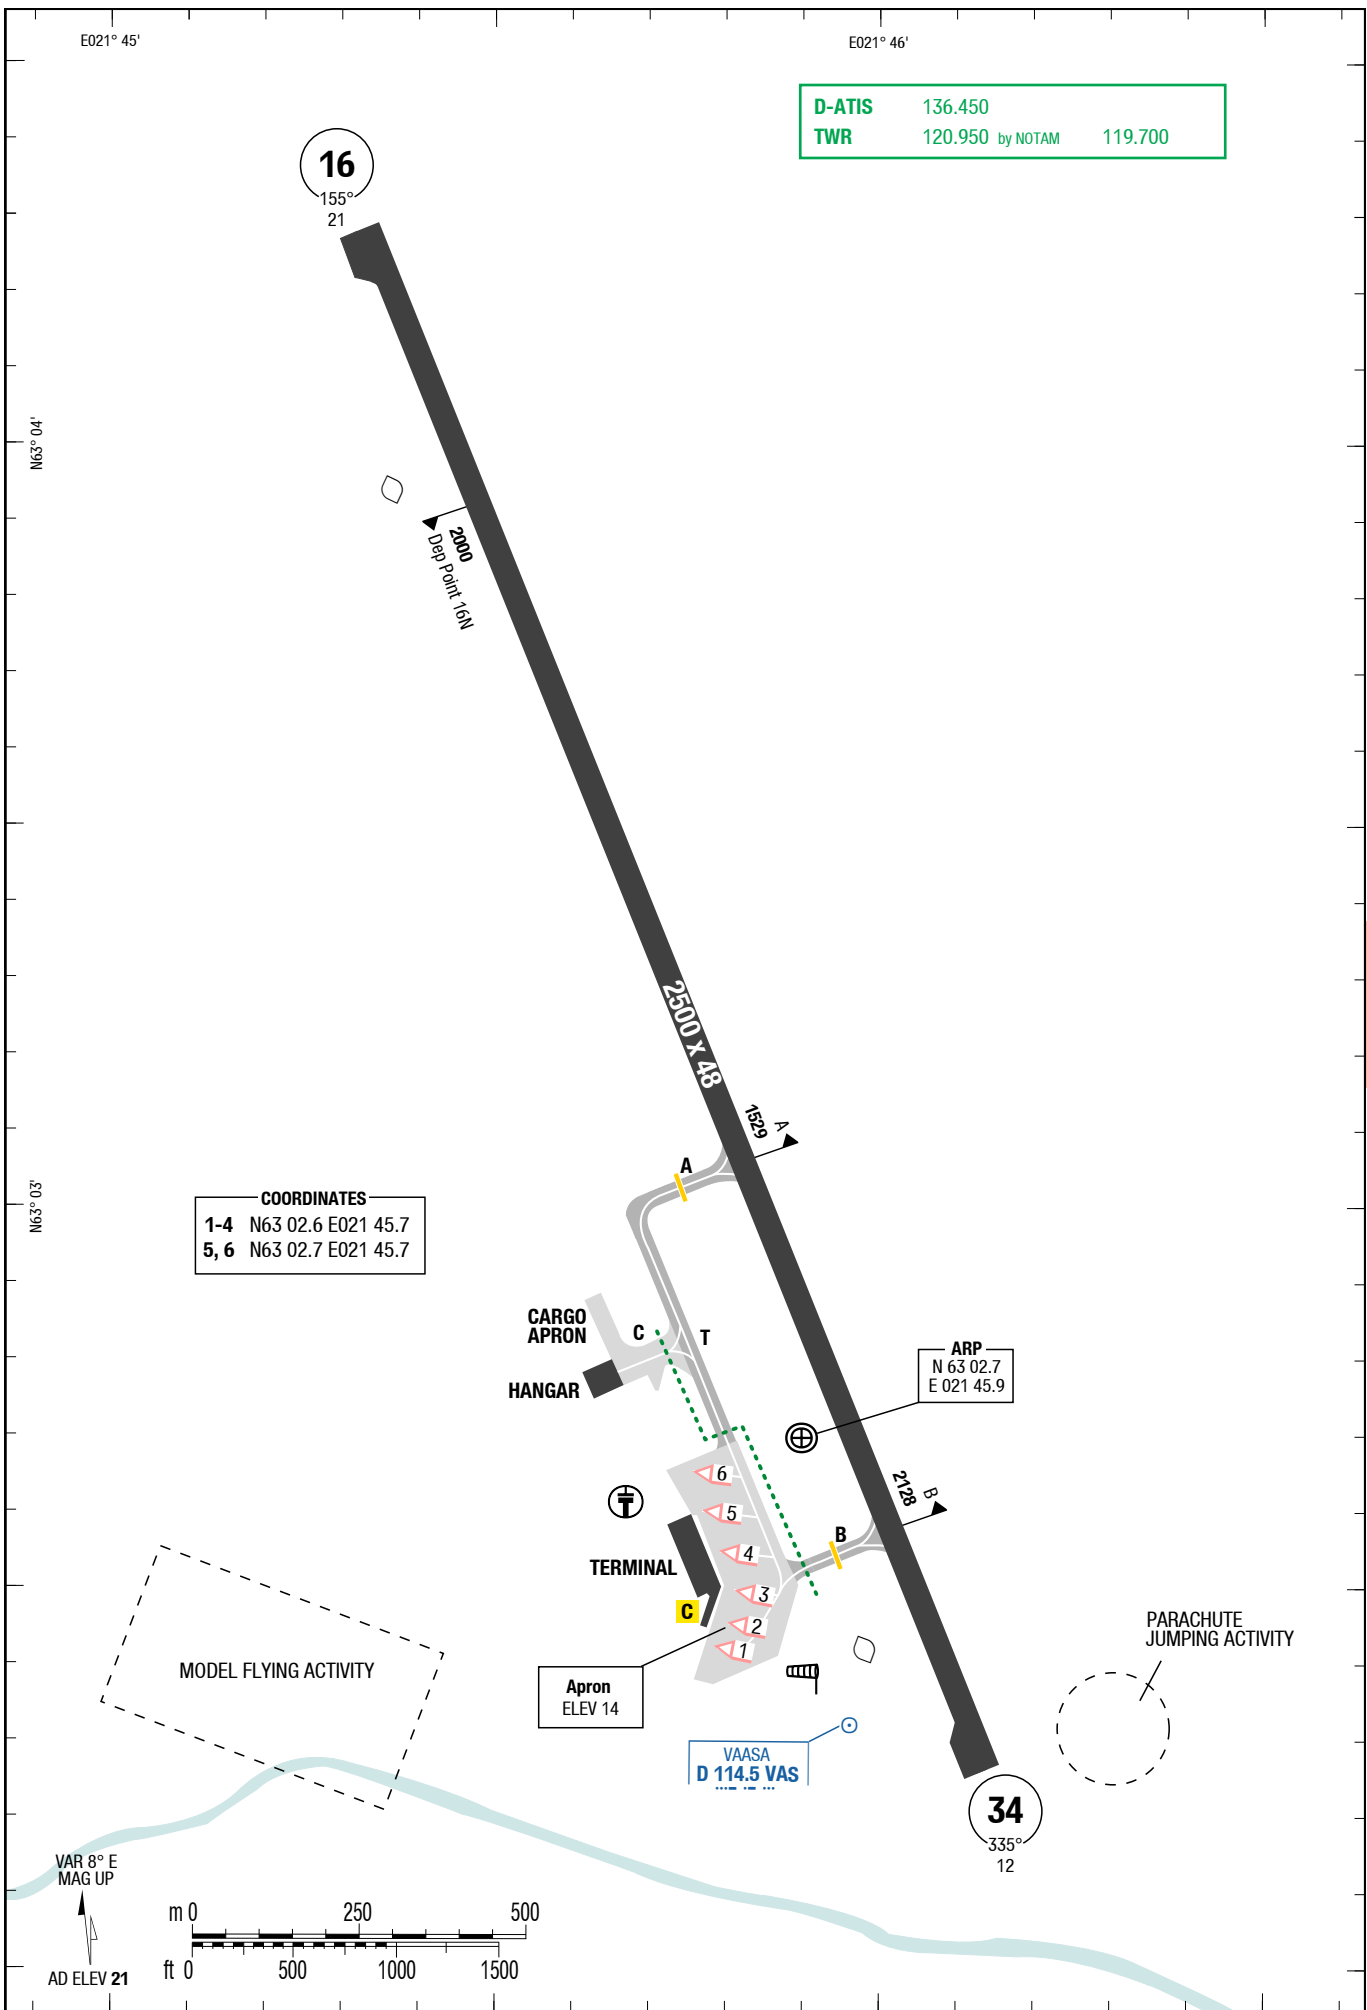 E021° 45'
E021° 46'
D-ATIS 136.450
TWR 120.950 by NOTAM 119.700
16
155°
21
N63° 04'
2000
Dep Point 16N
2500 x 48
1529 A
A
N63° 03'
COORDINATES
1-4 N63 02.6 E021 45.7
5, 6 N63 02.7 E021 45.7
CARGO
APRON
C
T
HANGAR
ARP
N 63 02.7
E 021 45.9
6
5
4
3
2
1
2128 B
B
TERMINAL
C
Apron
ELEV 14
MODEL FLYING ACTIVITY
PARACHUTE
JUMPING ACTIVITY
VAASA
D 114.5 VAS
34
335°
12
VAR 8° E
MAG UP
AD ELEV 21
m 0 250 500
ft 0 500 1000 1500